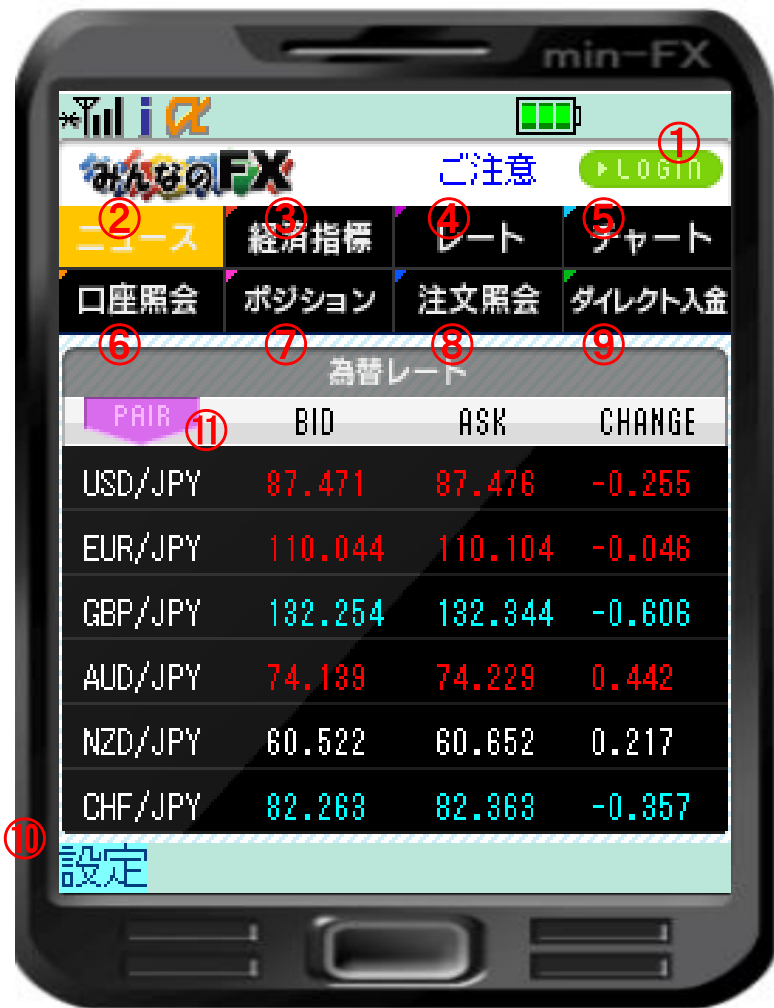 min-FX
みんなのFX ご注意 LOGIN ①
② ③ ④ ⑤
ニュース 経済指標 レート チャート
口座照会 ポジション 注文照会 ダイレクト入金
⑥ ⑦ ⑧ ⑨
為替レート
PAIR ⑪ BID ASK CHANGE
USD/JPY 87.471 87.476 -0.255
EUR/JPY 110.044 110.104 -0.046
GBP/JPY 132.254 132.344 -0.606
AUD/JPY 74.139 74.229 0.442
NZD/JPY 60.522 60.652 0.217
CHF/JPY 82.263 82.363 -0.357
⑩
設定